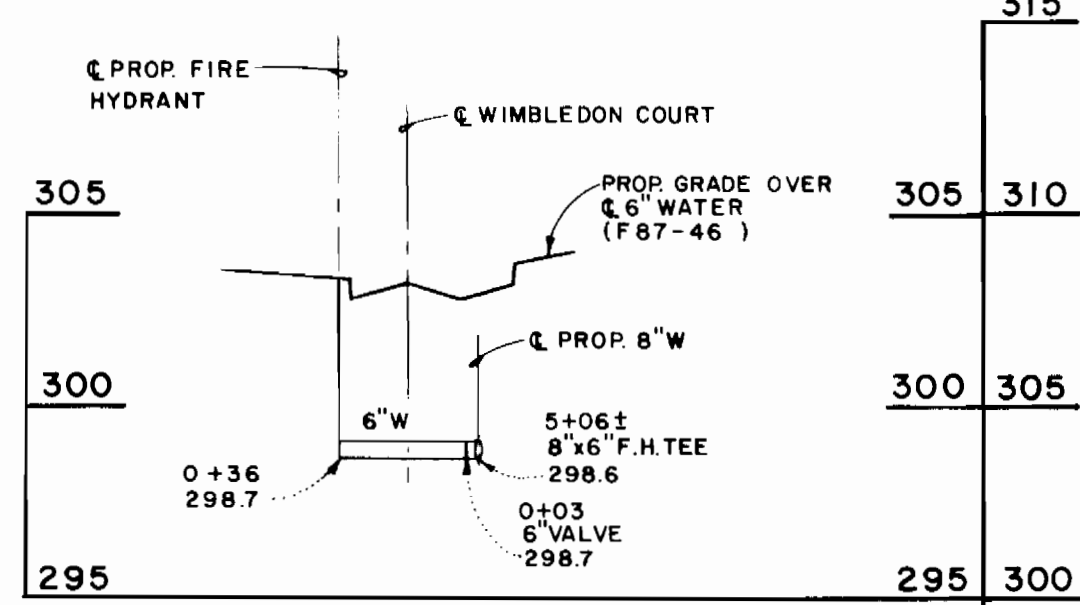 315
℄ PROP. FIRE
HYDRANT
℄ WIMBLEDON COURT
PROP. GRADE OVER
℄ 6" WATER
(F87-46 )
305
305
310
℄ PROP. 8"W
300
300
305
6"W
5+06±
8"x6"F.H.TEE
298.6
0+36
298.7
0+03
6"VALVE
298.7
295
295
300